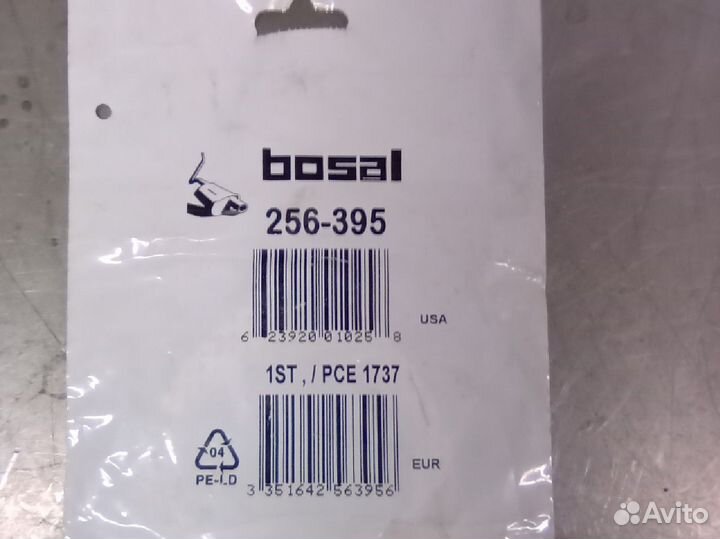 bosal
256-395
USA
6 23920 01025 8
1ST , / PCE 1737
04
PE-LD
EUR
3 351642 563956
Avito